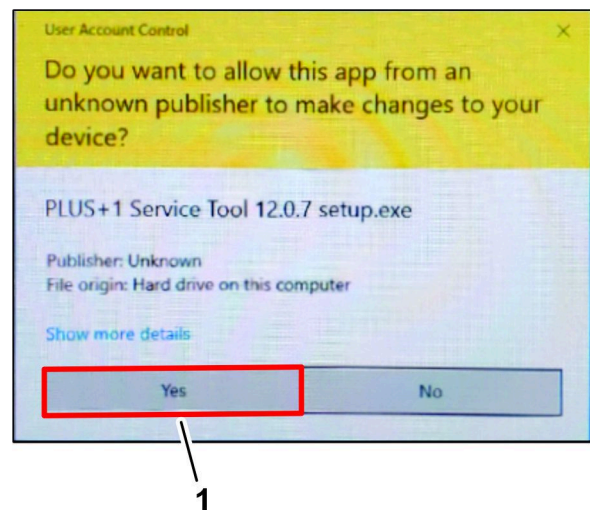 User Account Control
Do you want to allow this app from an
unknown publisher to make changes to your
device?
PLUS+1 Service Tool 12.0.7 setup.exe
Publisher: Unknown
File origin: Hard drive on this computer
Show more details
Yes
No
1